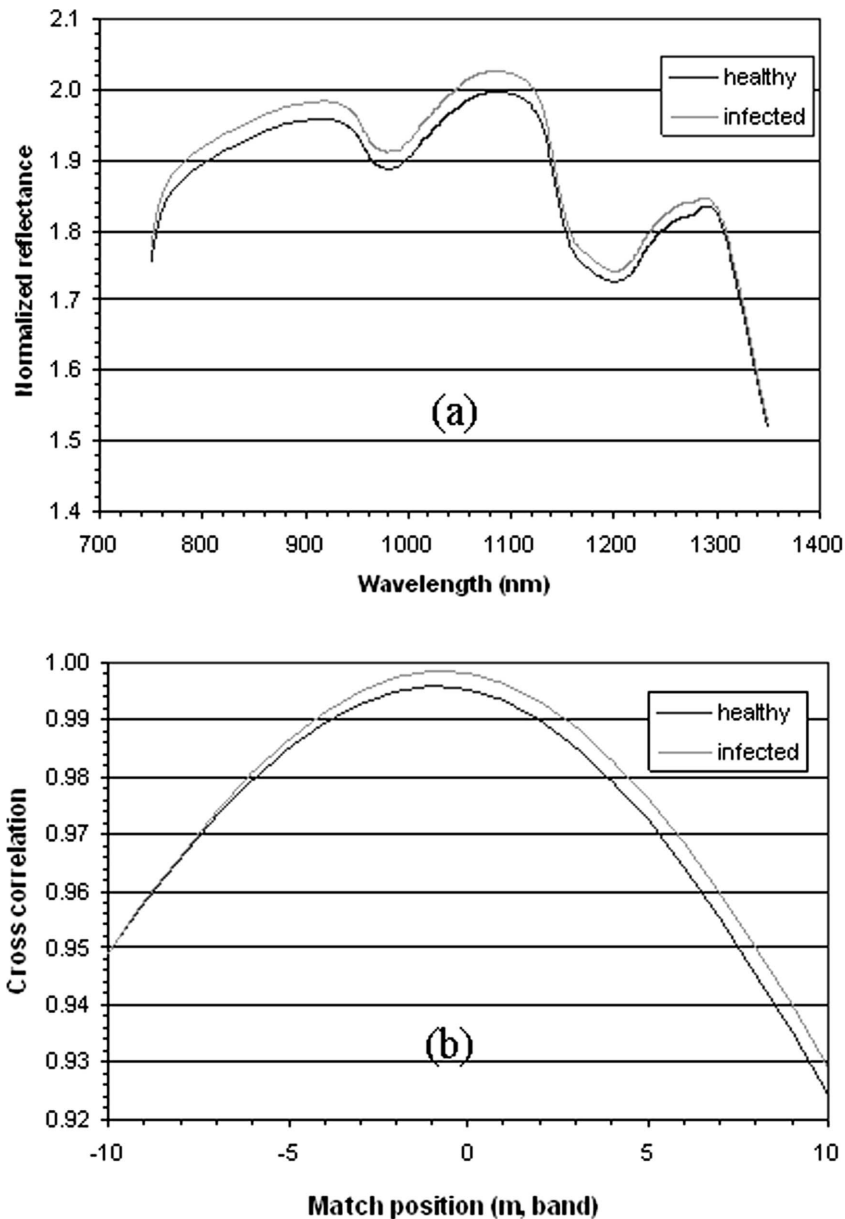 2.1
2.0
1.9
1.8
1.7
1.6
1.5
1.4
Normalized reflectance
healthy
infected
(a)
700 800 900 1000 1100 1200 1300 1400
Wavelength (nm)
1.00
0.99
0.98
0.97
0.96
0.95
0.94
0.93
0.92
Cross correlation
healthy
infected
(b)
-10 -5 0 5 10
Match position (m, band)